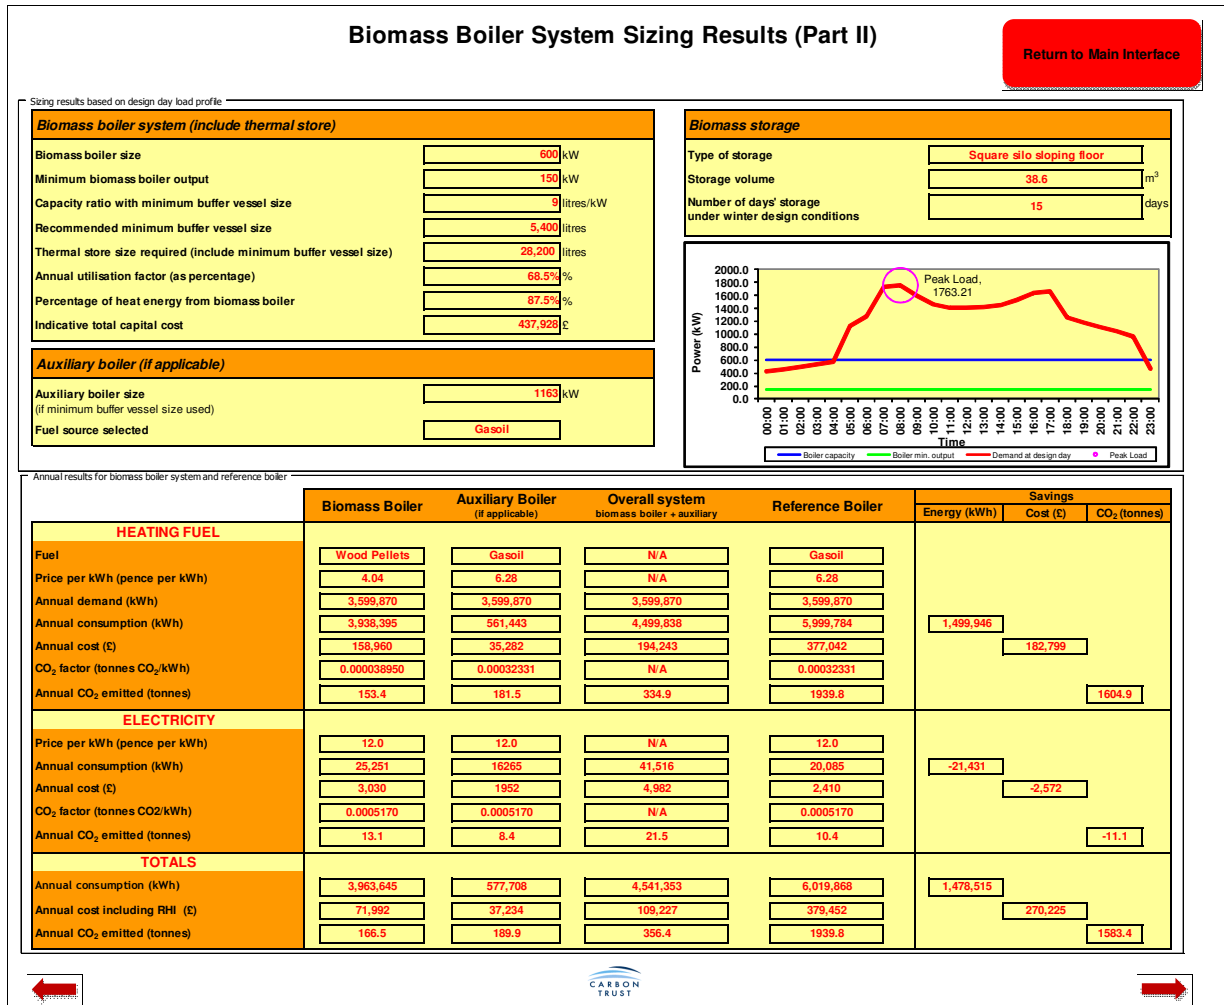 Biomass Boiler System Sizing Results (Part II)
Return to Main Interface
Sizing results based on design day load profile
Biomass boiler system (include thermal store)
Biomass boiler size 600 kW
Minimum biomass boiler output 150 kW
Capacity ratio with minimum buffer vessel size 9 litres/kW
Recommended minimum buffer vessel size 5,400 litres
Thermal store size required (include minimum buffer vessel size) 28,200 litres
Annual utilisation factor (as percentage) 68.5% %
Percentage of heat energy from biomass boiler 87.5% %
Indicative total capital cost 437,928 £
Auxiliary boiler (if applicable)
Auxiliary boiler size 1163 kW
(if minimum buffer vessel size used)
Fuel source selected Gasoil
Biomass storage
Type of storage Square silo sloping floor
Storage volume 38.6 m³
Number of days' storage
under winter design conditions 15 days
Power (kW)
2000.0
1800.0
1600.0
1400.0
1200.0
1000.0
800.0
600.0
400.0
200.0
0.0
Peak Load,
1763.21
00:00 01:00 02:00 03:00 04:00 05:00 06:00 07:00 08:00 09:00 10:00 11:00 12:00 13:00 14:00 15:00 16:00 17:00 18:00 19:00 20:00 21:00 22:00 23:00
Time
Boiler capacity Boiler min. output Demand at design day Peak Load
Annual results for biomass boiler system and reference boiler
Biomass Boiler Auxiliary Boiler (if applicable) Overall system biomass boiler + auxiliary Reference Boiler Savings
Energy (kWh) Cost (£) CO₂ (tonnes)
HEATING FUEL
Fuel Wood Pellets Gasoil N/A Gasoil
Price per kWh (pence per kWh) 4.04 6.28 N/A 6.28
Annual demand (kWh) 3,599,870 3,599,870 3,599,870 3,599,870
Annual consumption (kWh) 3,938,395 561,443 4,499,838 5,999,784 1,499,946
Annual cost (£) 158,960 35,282 194,243 377,042 182,799
CO₂ factor (tonnes CO₂/kWh) 0.000038950 0.00032331 N/A 0.00032331
Annual CO₂ emitted (tonnes) 153.4 181.5 334.9 1939.8 1604.9
ELECTRICITY
Price per kWh (pence per kWh) 12.0 12.0 N/A 12.0
Annual consumption (kWh) 25,251 16265 41,516 20,085 -21,431
Annual cost (£) 3,030 1952 4,982 2,410 -2,572
CO₂ factor (tonnes CO2/kWh) 0.0005170 0.0005170 N/A 0.0005170
Annual CO₂ emitted (tonnes) 13.1 8.4 21.5 10.4 -11.1
TOTALS
Annual consumption (kWh) 3,963,645 577,708 4,541,353 6,019,868 1,478,515
Annual cost including RHI (£) 71,992 37,234 109,227 379,452 270,225
Annual CO₂ emitted (tonnes) 166.5 189.9 356.4 1939.8 1583.4
CARBON
TRUST